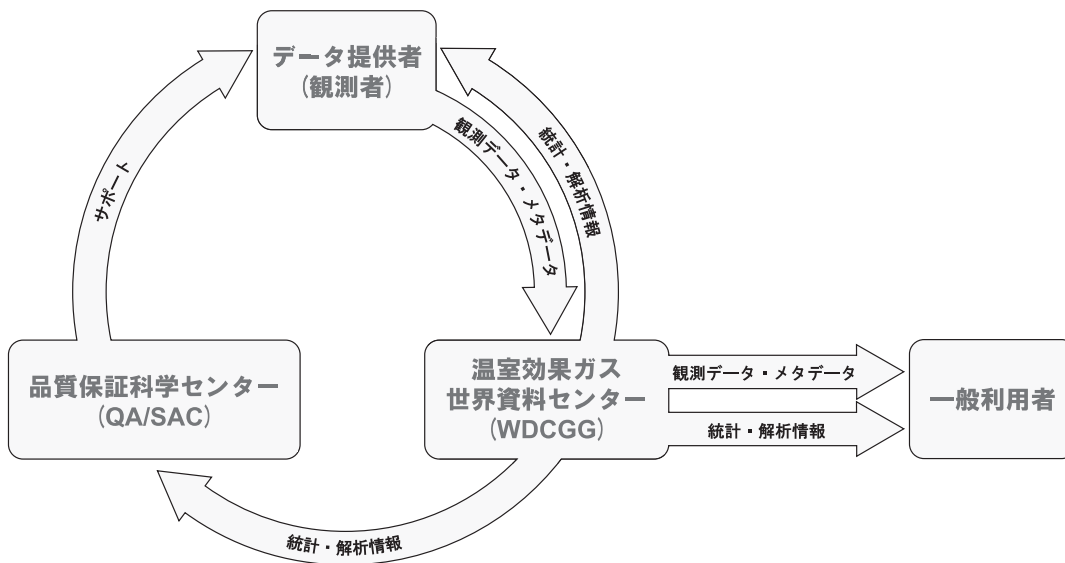 データ提供者
(観測者)
観測データ・メタデータ
統計・解析情報
サポート
品質保証科学センター
(QA/SAC)
温室効果ガス
世界資料センター
(WDCGG)
観測データ・メタデータ
統計・解析情報
一般利用者
統計・解析情報